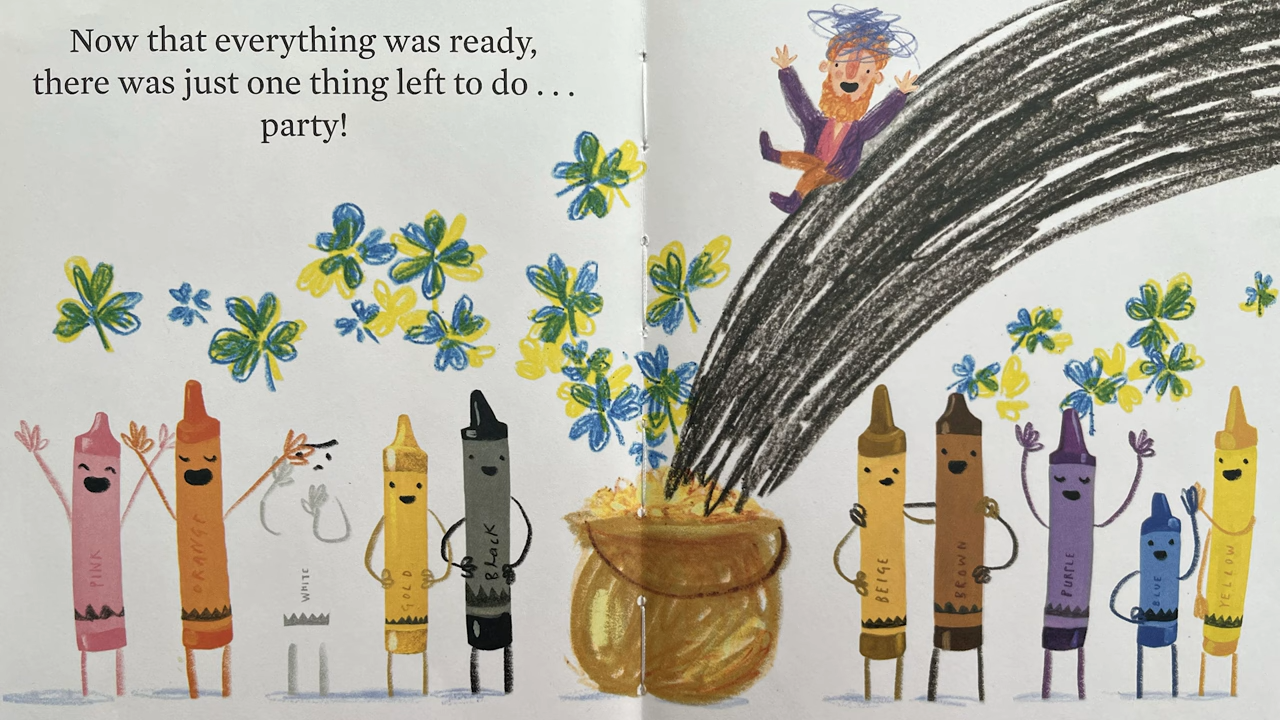 Now that everything was ready,
there was just one thing left to do . . .
party!
PINK
ORANGE
WHITE
GOLD
BLacK
BEIGE
BROWN
PURPLE
BLUE
YELLOW